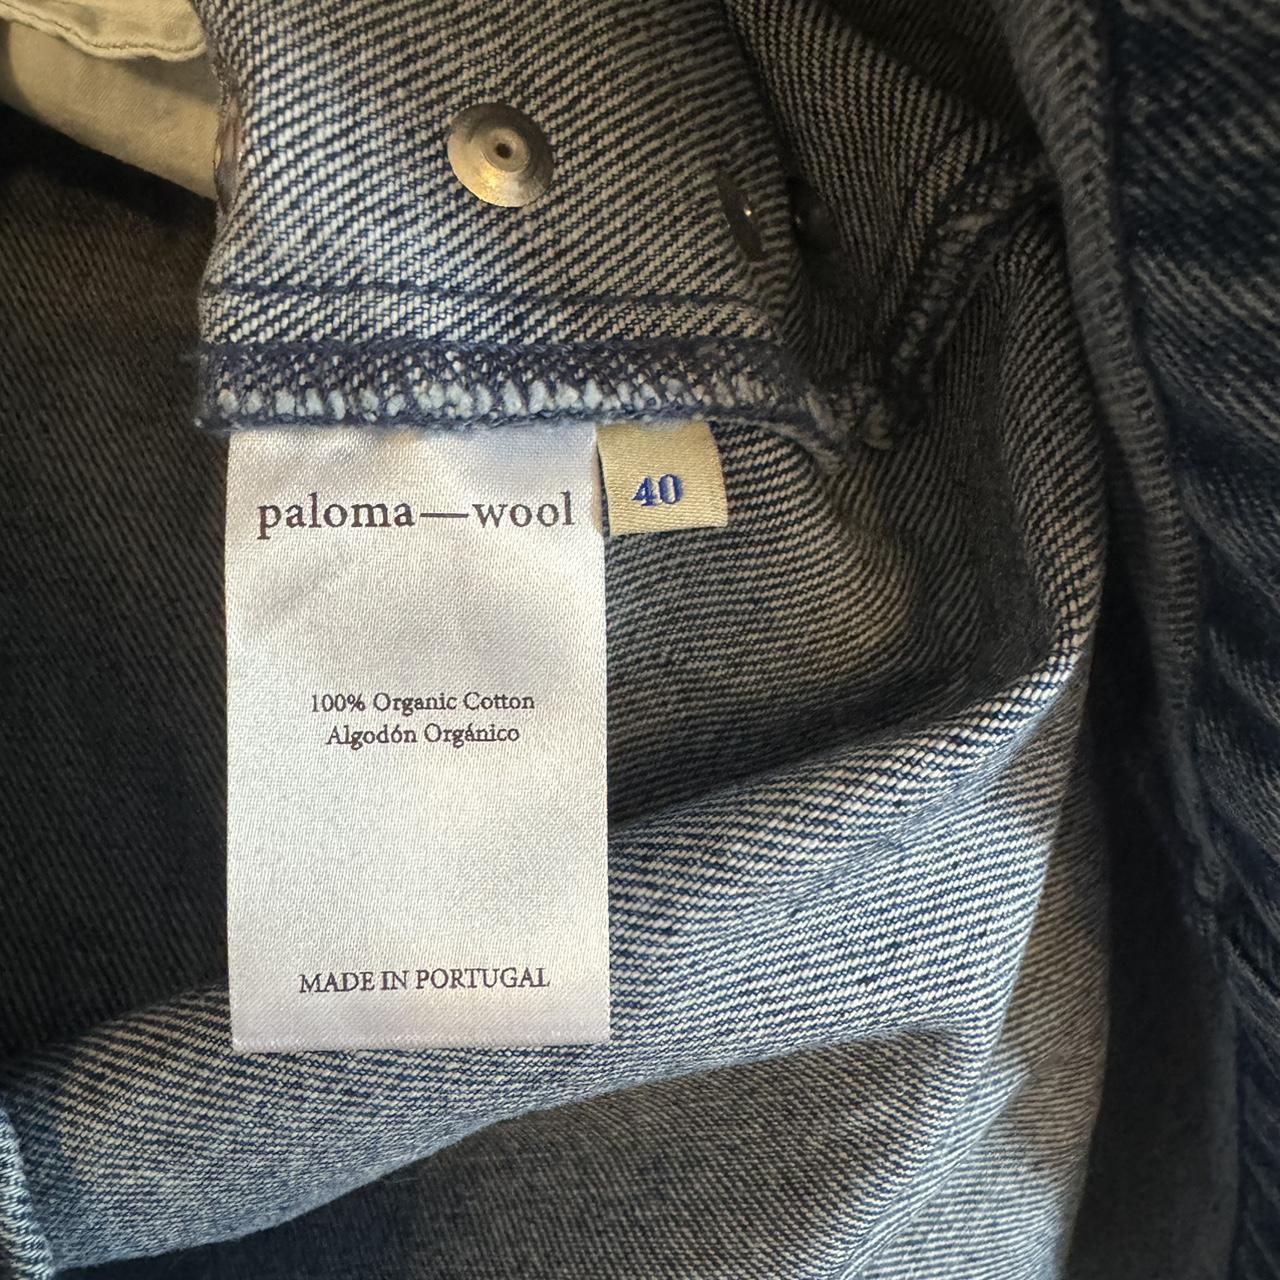 paloma—wool
40
100% Organic Cotton
Algodón Orgánico
MADE IN PORTUGAL